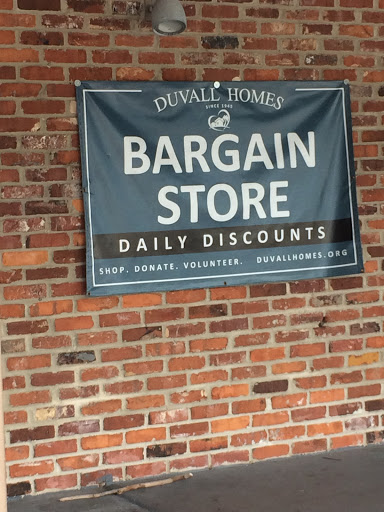 DUVALL HOMES
SINCE 1945
BARGAIN
STORE
DAILY DISCOUNTS
SHOP. DONATE. VOLUNTEER. DUVALLHOMES.ORG